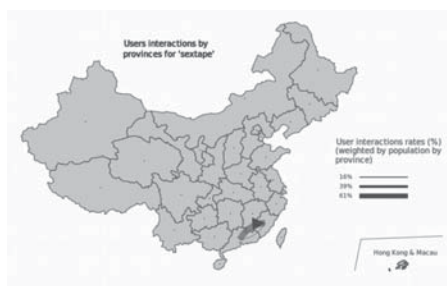 Users interactions by
provinces for 'sextape'
User interactions rates (%)
(weighted by population by
province)
16%
39%
61%
Hong Kong & Macau